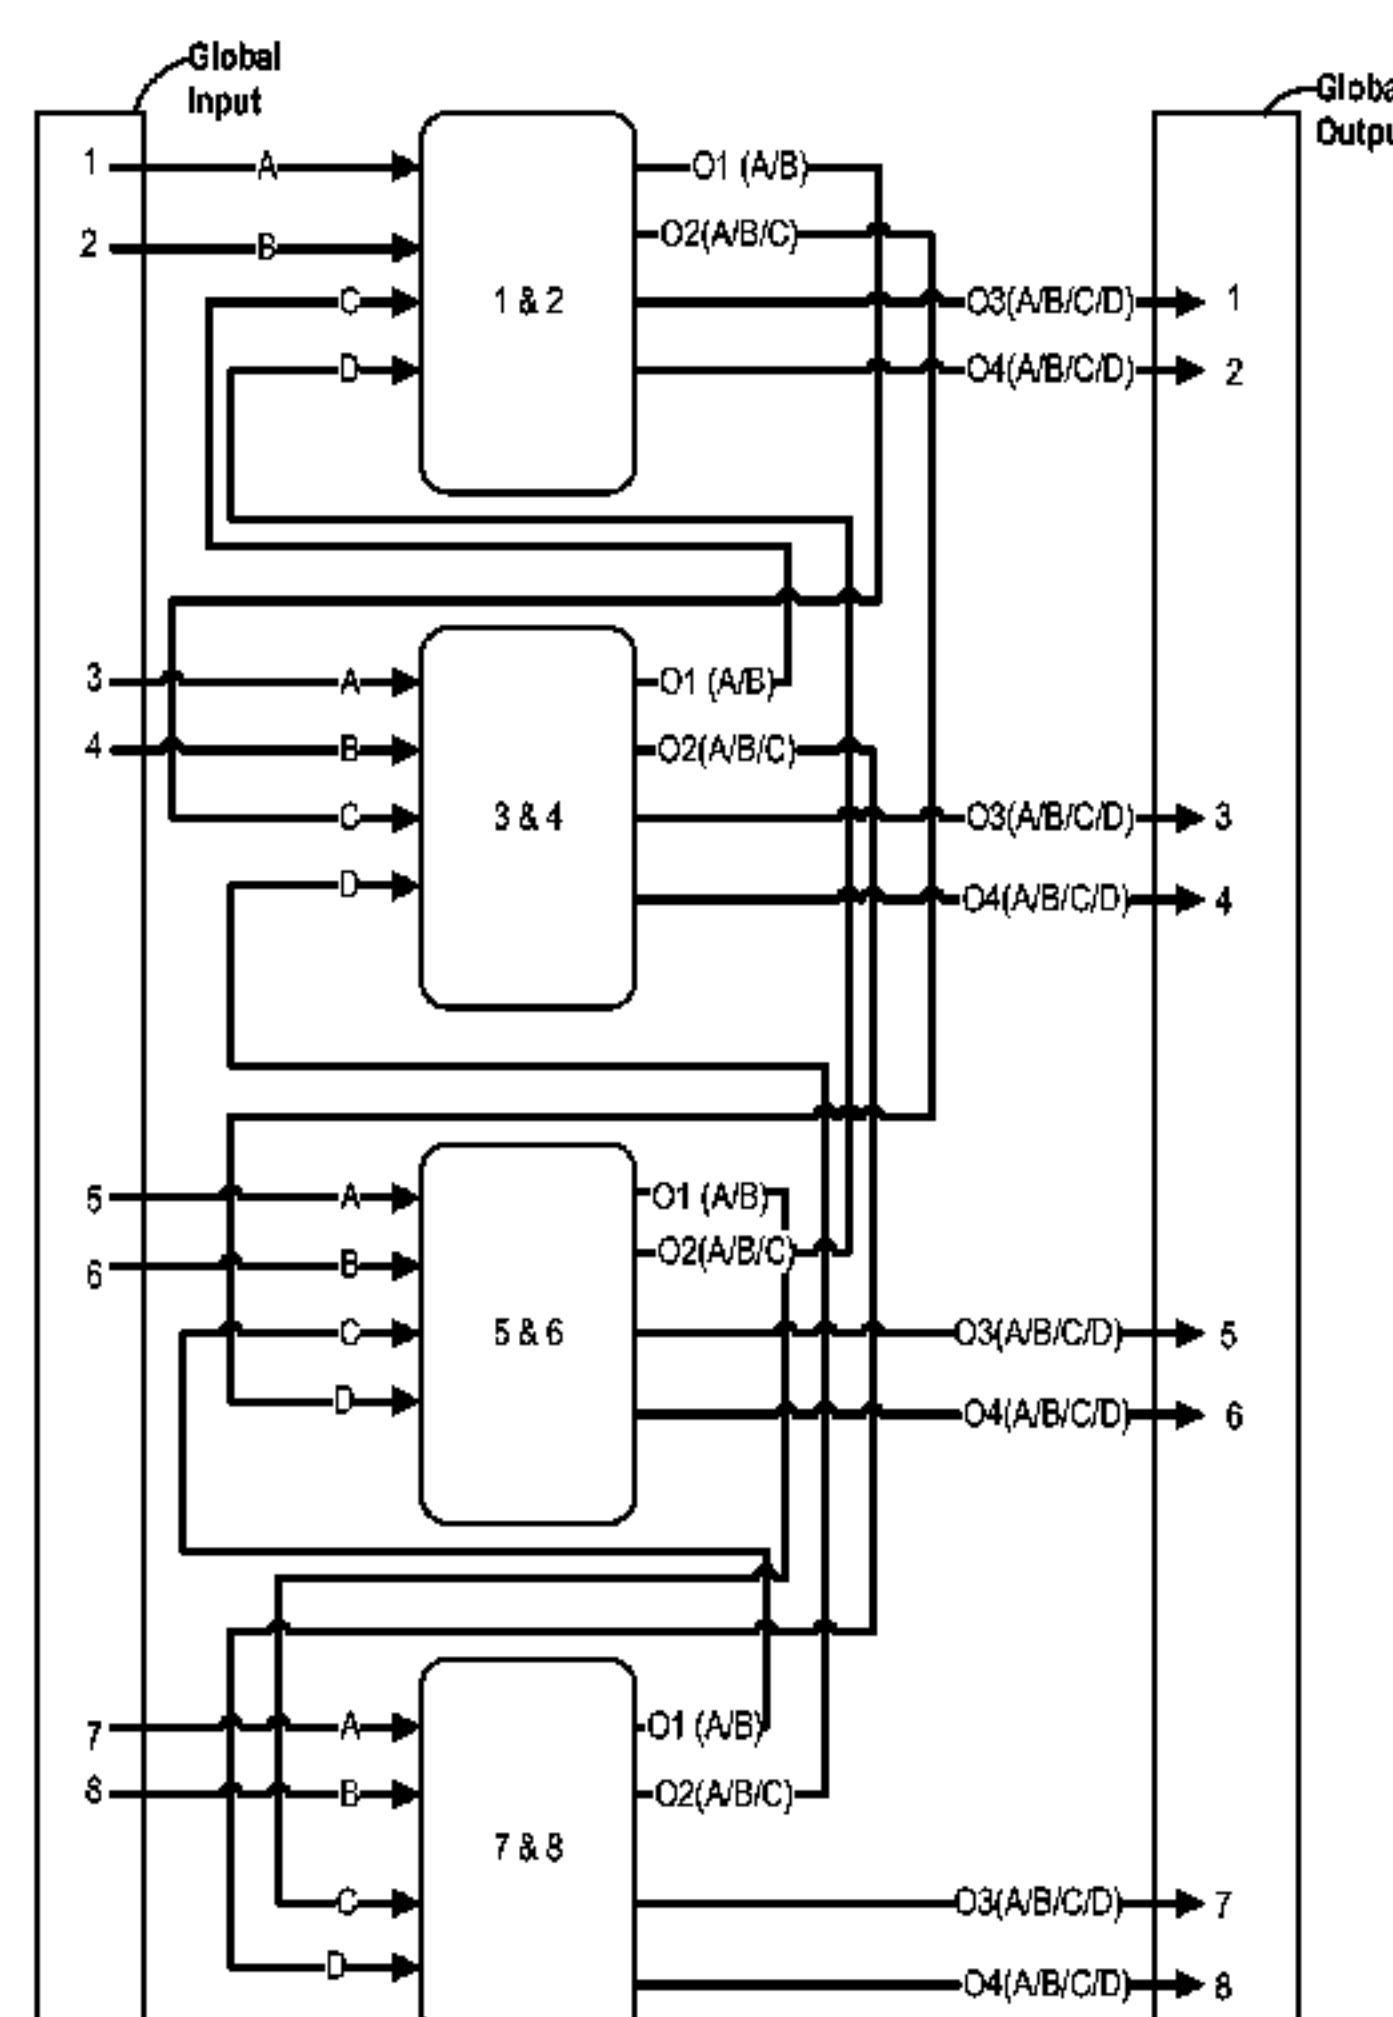 Global
Input
Globa
Outpu
1 A O1 (A/B)
2 B O2(A/B/C)
C 1 & 2 O3(A/B/C/D) 1
D O4(A/B/C/D) 2
3 A O1 (A/B)
4 B O2(A/B/C)
C 3 & 4 O3(A/B/C/D) 3
D O4(A/B/C/D) 4
5 A O1 (A/B)
6 B O2(A/B/C)
C 5 & 6 O3(A/B/C/D) 5
D O4(A/B/C/D) 6
7 A O1 (A/B)
8 B O2(A/B/C)
7 & 8
C O3(A/B/C/D) 7
D O4(A/B/C/D) 8